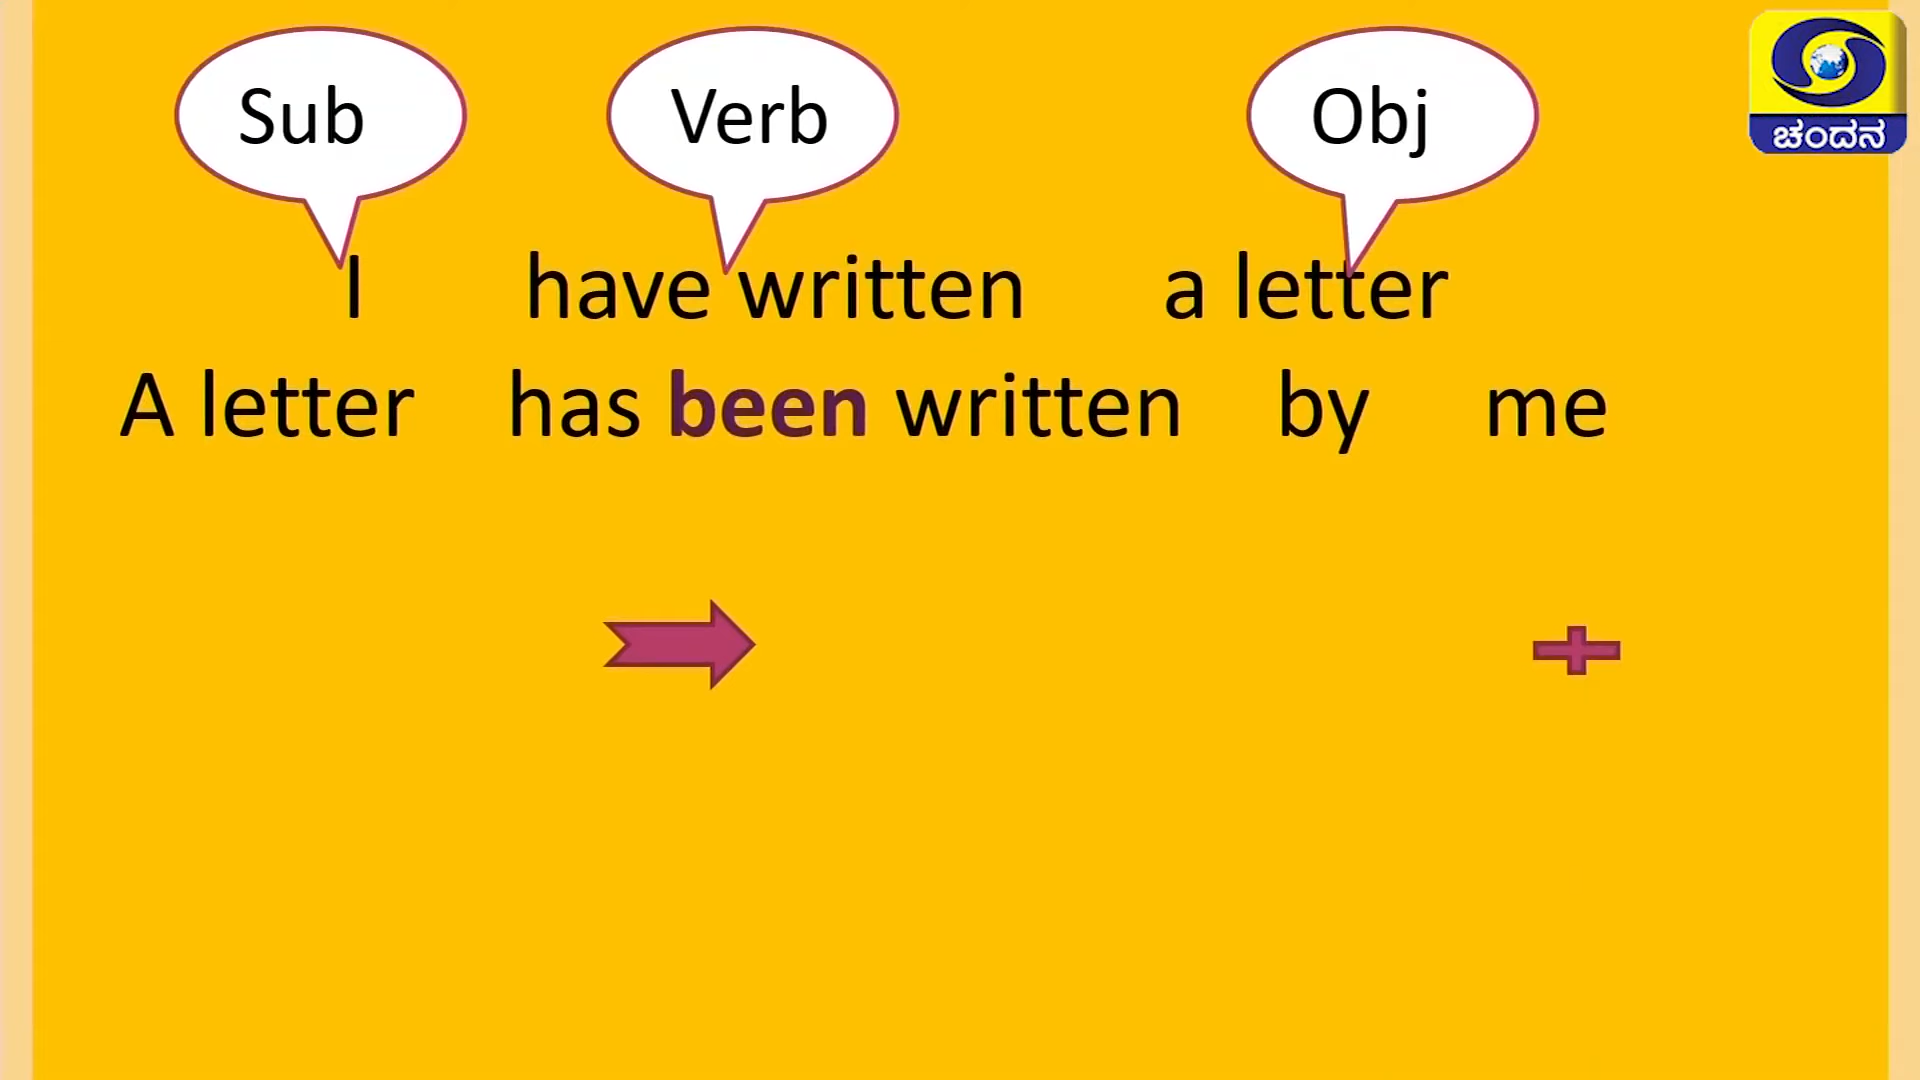 Sub Verb Obj
ಚಂದನ
I have written a letter
A letter has been written by me